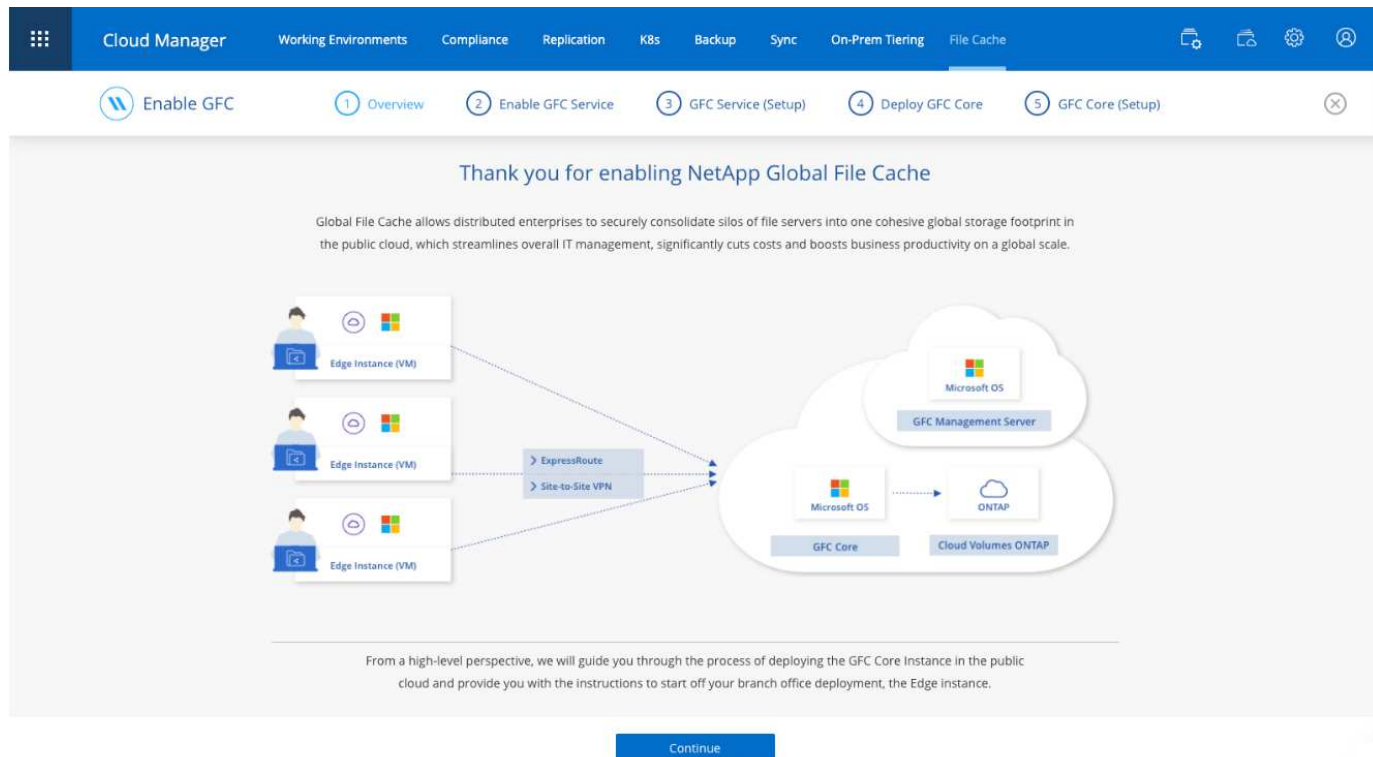 Cloud Manager
Working Environments
Compliance
Replication
K8s
Backup
Sync
On-Prem Tiering
File Cache
Enable GFC
1 Overview
2 Enable GFC Service
3 GFC Service (Setup)
4 Deploy GFC Core
5 GFC Core (Setup)
Thank you for enabling NetApp Global File Cache
Global File Cache allows distributed enterprises to securely consolidate silos of file servers into one cohesive global storage footprint in
the public cloud, which streamlines overall IT management, significantly cuts costs and boosts business productivity on a global scale.
Edge Instance (VM)
Edge Instance (VM)
Edge Instance (VM)
> ExpressRoute
> Site-to-Site VPN
Microsoft OS
GFC Management Server
Microsoft OS
GFC Core
ONTAP
Cloud Volumes ONTAP
From a high-level perspective, we will guide you through the process of deploying the GFC Core Instance in the public
cloud and provide you with the instructions to start off your branch office deployment, the Edge instance.
Continue